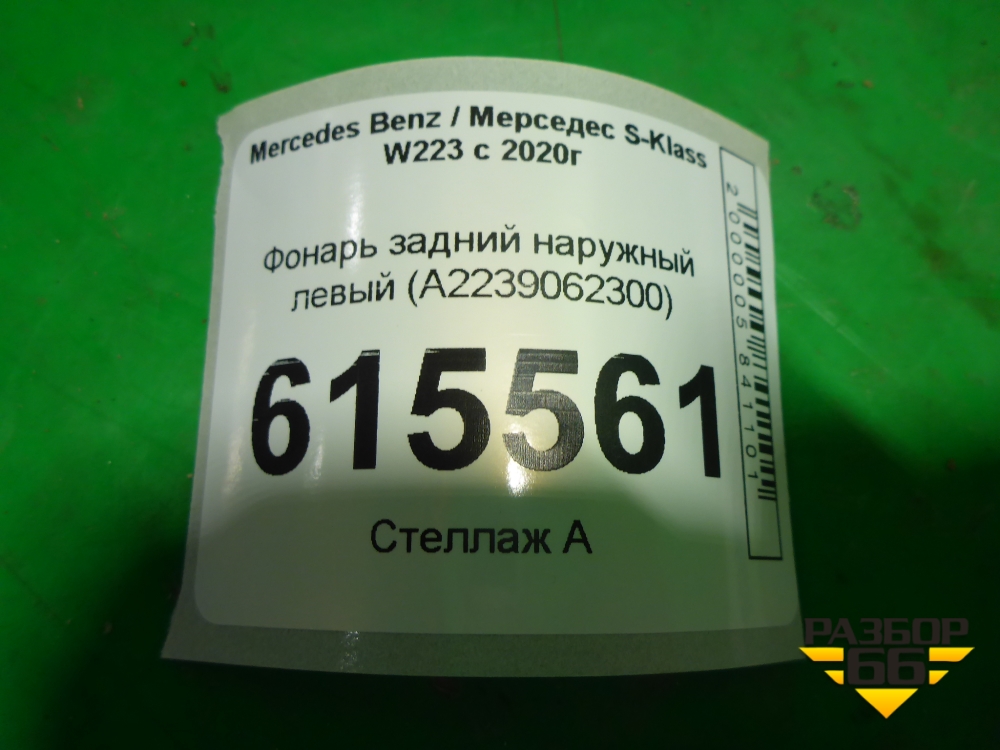 Mercedes Benz / Мерседес S-Klass
W223 с 2020г
Фонарь задний наружный
левый (A2239062300)
615561
Стеллаж А
2000005841101
РАЗБОР
66